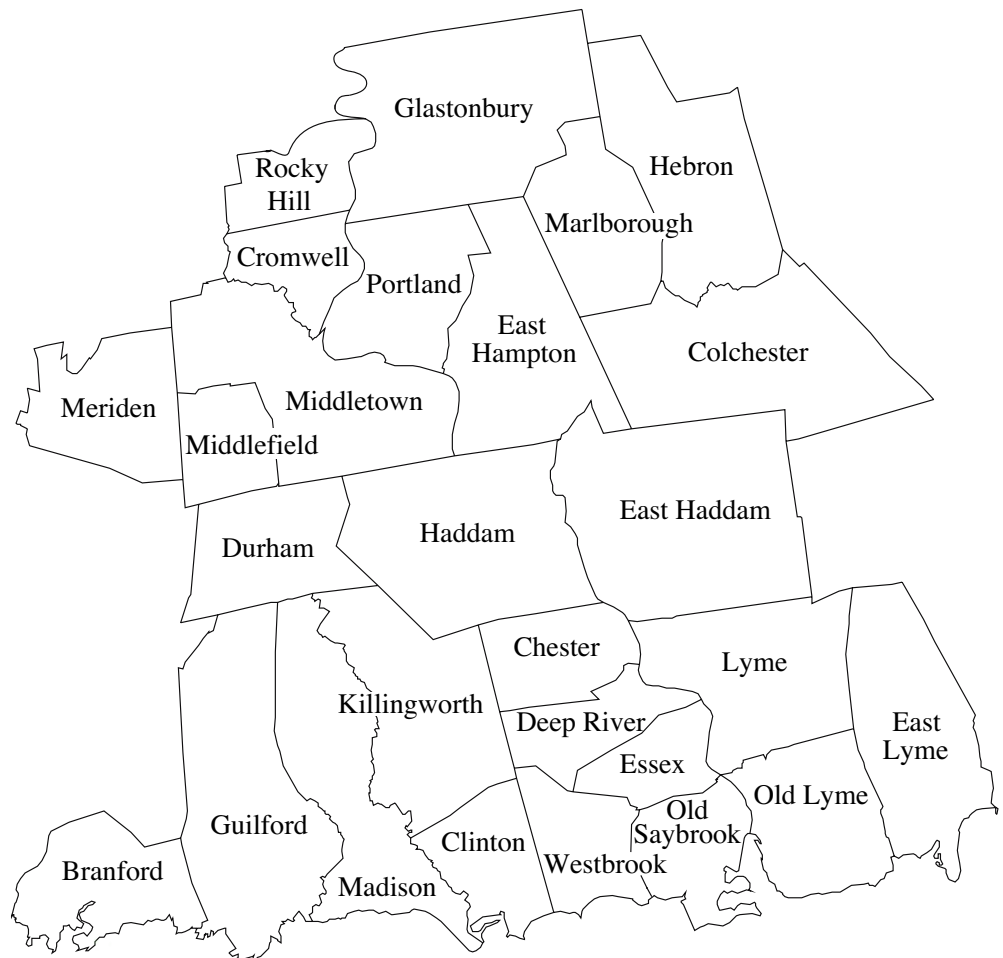 Glastonbury
Rocky
Hill
Hebron
Marlborough
Cromwell
Portland
East
Hampton
Colchester
Meriden
Middletown
Middlefield
East Haddam
Haddam
Durham
Chester
Lyme
Killingworth
Deep River
East
Lyme
Essex
Old Lyme
Guilford
Old
Saybrook
Clinton
Westbrook
Branford
Madison